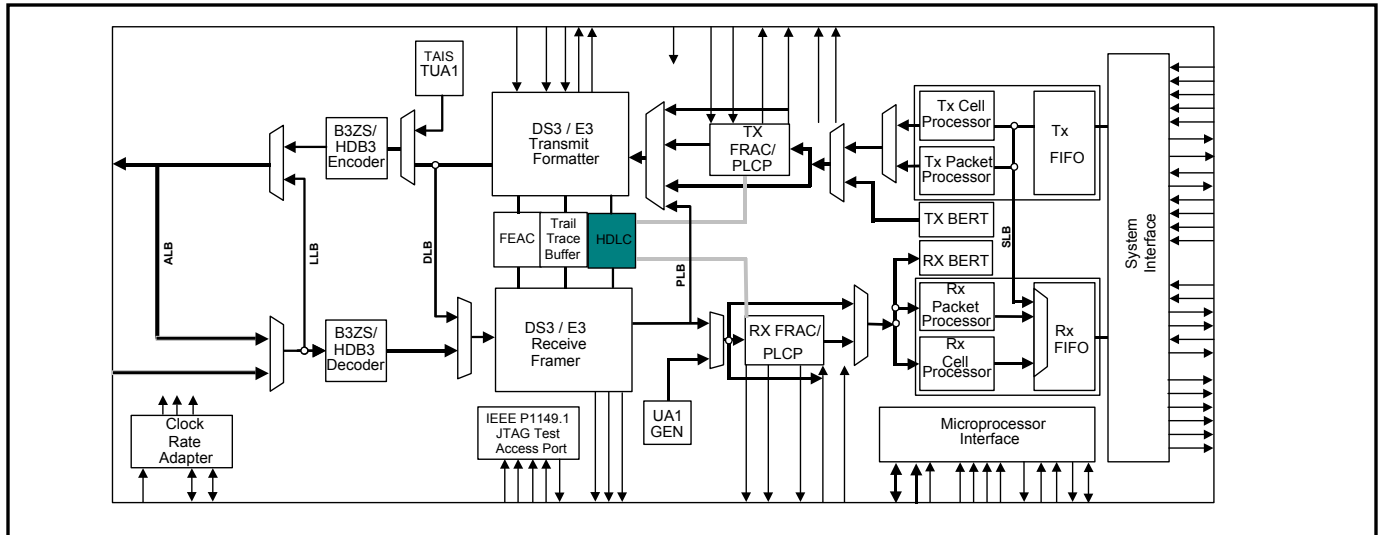 TAIS
TUA1
B3ZS/
HDB3
Encoder
DS3 / E3
Transmit
Formatter
TX
FRAC/
PLCP
Tx Cell
Processor
Tx Packet
Processor
Tx
FIFO
TX BERT
RX BERT
FEAC
Trail
Trace
Buffer
HDLC
ALB
LLB
DLB
PLB
SLB
System
Interface
B3ZS/
HDB3
Decoder
DS3 / E3
Receive
Framer
RX FRAC/
PLCP
Rx
Packet
Processor
Rx
Cell
Processor
Rx
FIFO
UA1
GEN
Clock
Rate
Adapter
IEEE P1149.1
JTAG Test
Access Port
Microprocessor
Interface